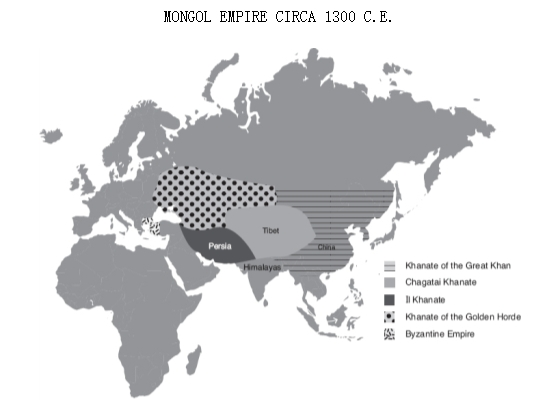 MONGOL EMPIRE CIRCA 1300 C.E.
Tibet
Persia
China
Himalayas
Khanate of the Great Khan
Chagatai Khanate
Il Khanate
Khanate of the Golden Horde
Byzantine Empire